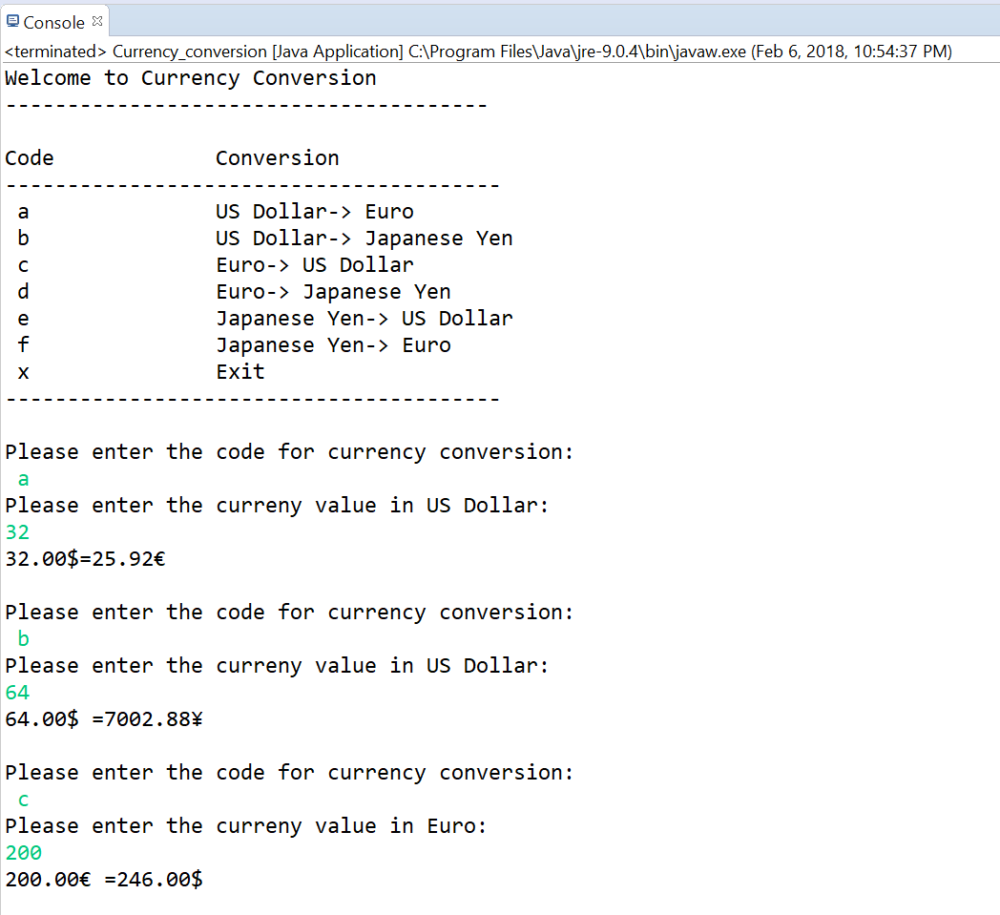 Console
<terminated> Currency_conversion [Java Application] C:\Program Files\Java\jre-9.0.4\bin\javaw.exe (Feb 6, 2018, 10:54:37 PM)
Welcome to Currency Conversion
---------------------------------------
Code             Conversion
----------------------------------------
 a               US Dollar-> Euro
 b               US Dollar-> Japanese Yen
 c               Euro-> US Dollar
 d               Euro-> Japanese Yen
 e               Japanese Yen-> US Dollar
 f               Japanese Yen-> Euro
 x               Exit
----------------------------------------
Please enter the code for currency conversion:
 a
Please enter the curreny value in US Dollar:
32
32.00$=25.92€
Please enter the code for currency conversion:
 b
Please enter the curreny value in US Dollar:
64
64.00$ =7002.88¥
Please enter the code for currency conversion:
 c
Please enter the curreny value in Euro:
200
200.00€ =246.00$